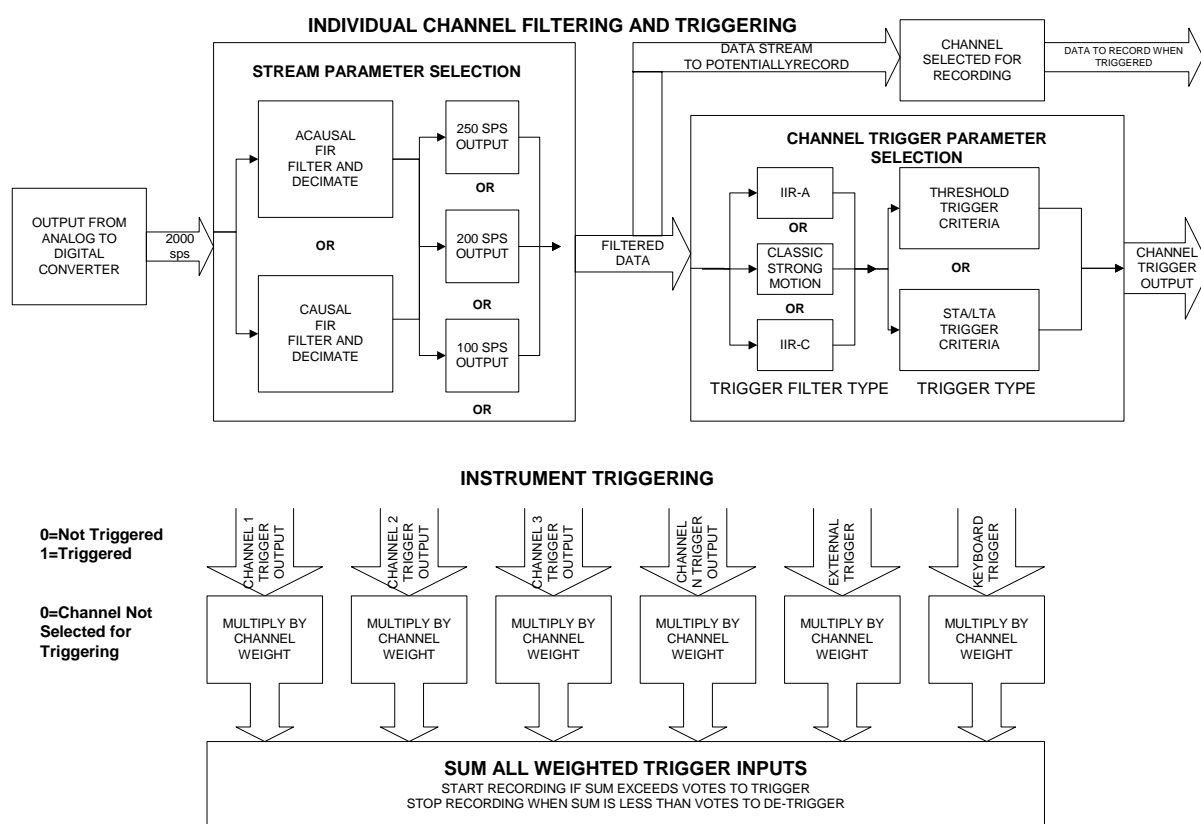 INDIVIDUAL CHANNEL FILTERING AND TRIGGERING
STREAM PARAMETER SELECTION
OUTPUT FROM
ANALOG TO
DIGITAL
CONVERTER
2000
sps
ACAUSAL
FIR
FILTER AND
DECIMATE
OR
CAUSAL
FIR
FILTER AND
DECIMATE
250 SPS
OUTPUT
OR
200 SPS
OUTPUT
OR
100 SPS
OUTPUT
OR
FILTERED
DATA
DATA STREAM
TO POTENTIALLYRECORD
CHANNEL
SELECTED FOR
RECORDING
DATA TO RECORD WHEN
TRIGGERED
CHANNEL TRIGGER PARAMETER
SELECTION
IIR-A
OR
CLASSIC
STRONG
MOTION
OR
IIR-C
TRIGGER FILTER TYPE
THRESHOLD
TRIGGER
CRITERIA
OR
STA/LTA
TRIGGER
CRITERIA
TRIGGER TYPE
CHANNEL
TRIGGER
OUTPUT
INSTRUMENT TRIGGERING
0=Not Triggered
1=Triggered
CHANNEL 1
TRIGGER
OUTPUT
CHANNEL 2
TRIGGER
OUTPUT
CHANNEL 3
TRIGGER
OUTPUT
CHANNEL
N TRIGGER
OUTPUT
EXTERNAL
TRIGGER
KEYBOARD
TRIGGER
0=Channel Not
Selected for
Triggering
MULTIPLY BY
CHANNEL
WEIGHT
MULTIPLY BY
CHANNEL
WEIGHT
MULTIPLY BY
CHANNEL
WEIGHT
MULTIPLY BY
CHANNEL
WEIGHT
MULTIPLY BY
CHANNEL
WEIGHT
MULTIPLY BY
CHANNEL
WEIGHT
SUM ALL WEIGHTED TRIGGER INPUTS
START RECORDING IF SUM EXCEEDS VOTES TO TRIGGER
STOP RECORDING WHEN SUM IS LESS THAN VOTES TO DE-TRIGGER